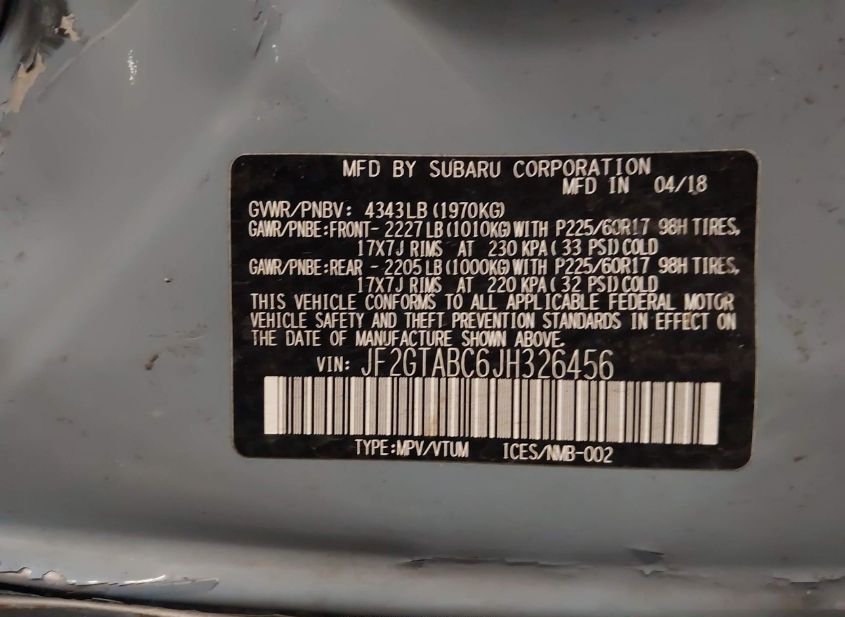 MFD BY SUBARU CORPORATION
MFD IN 04/18
GVWR/PNBV: 4343LB (1970KG)
GAWR/PNBE:FRONT- 2227LB(1010KG)WITH P225/60R17 98H TIRES,
17X7J RIMS AT 230 KPA(33 PSI)COLD
GAWR/PNBE:REAR - 2205LB(1000KG)WITH P225/60R17 98H TIRES,
17X7J RIMS AT 220 KPA(32 PSI)COLD
THIS VEHICLE CONFORMS TO ALL APPLICABLE FEDERAL MOTOR
VEHICLE SAFETY AND THEFT PREVENTION STANDARDS IN EFFECT ON
THE DATE OF MANUFACTURE SHOWN ABOVE.
VIN: JF2GTABC6JH326456
TYPE:MPV/VTUM ICES/NMB-002